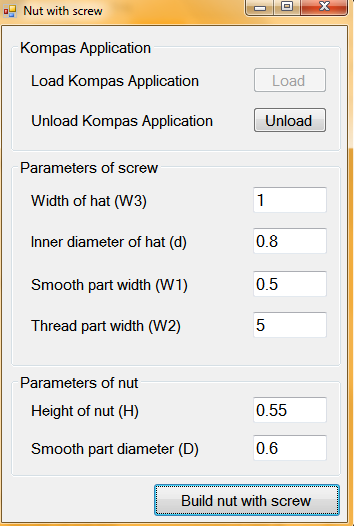 Nut with screw
Kompas Application
Load Kompas Application Load
Unload Kompas Application Unload
Parameters of screw
Width of hat (W3) 1
Inner diameter of hat (d) 0.8
Smooth part width (W1) 0.5
Thread part width (W2) 5
Parameters of nut
Height of nut (H) 0.55
Smooth part diameter (D) 0.6
Build nut with screw